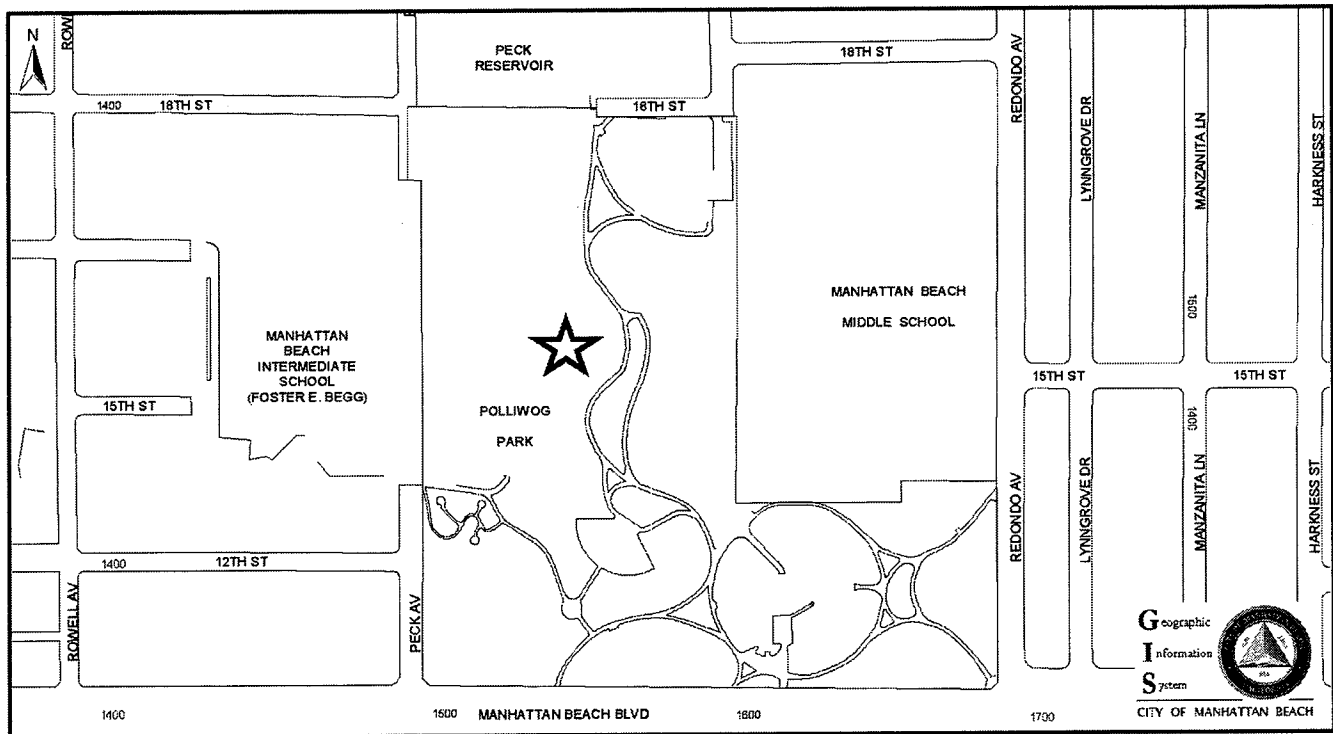 N
ROW
PECK
RESERVOIR
18TH ST
REDONDO AV
LYNNGROVE DR
MANZANITA LN
HARKNESS ST
1400
18TH ST
18TH ST
1500
MANHATTAN BEACH
MIDDLE SCHOOL
MANHATTAN
BEACH
INTERMEDIATE
SCHOOL
(FOSTER E. BEGG)
15TH ST
15TH ST
15TH ST
POLLIWOG
PARK
1400
REDONDO AV
LYNNGROVE DR
MANZANITA LN
HARKNESS ST
1400
12TH ST
ROWELL AV
PECK AV
Geographic
Information
System
CITY OF MANHATTAN BEACH
1400
1500
MANHATTAN BEACH BLVD
1600
1700